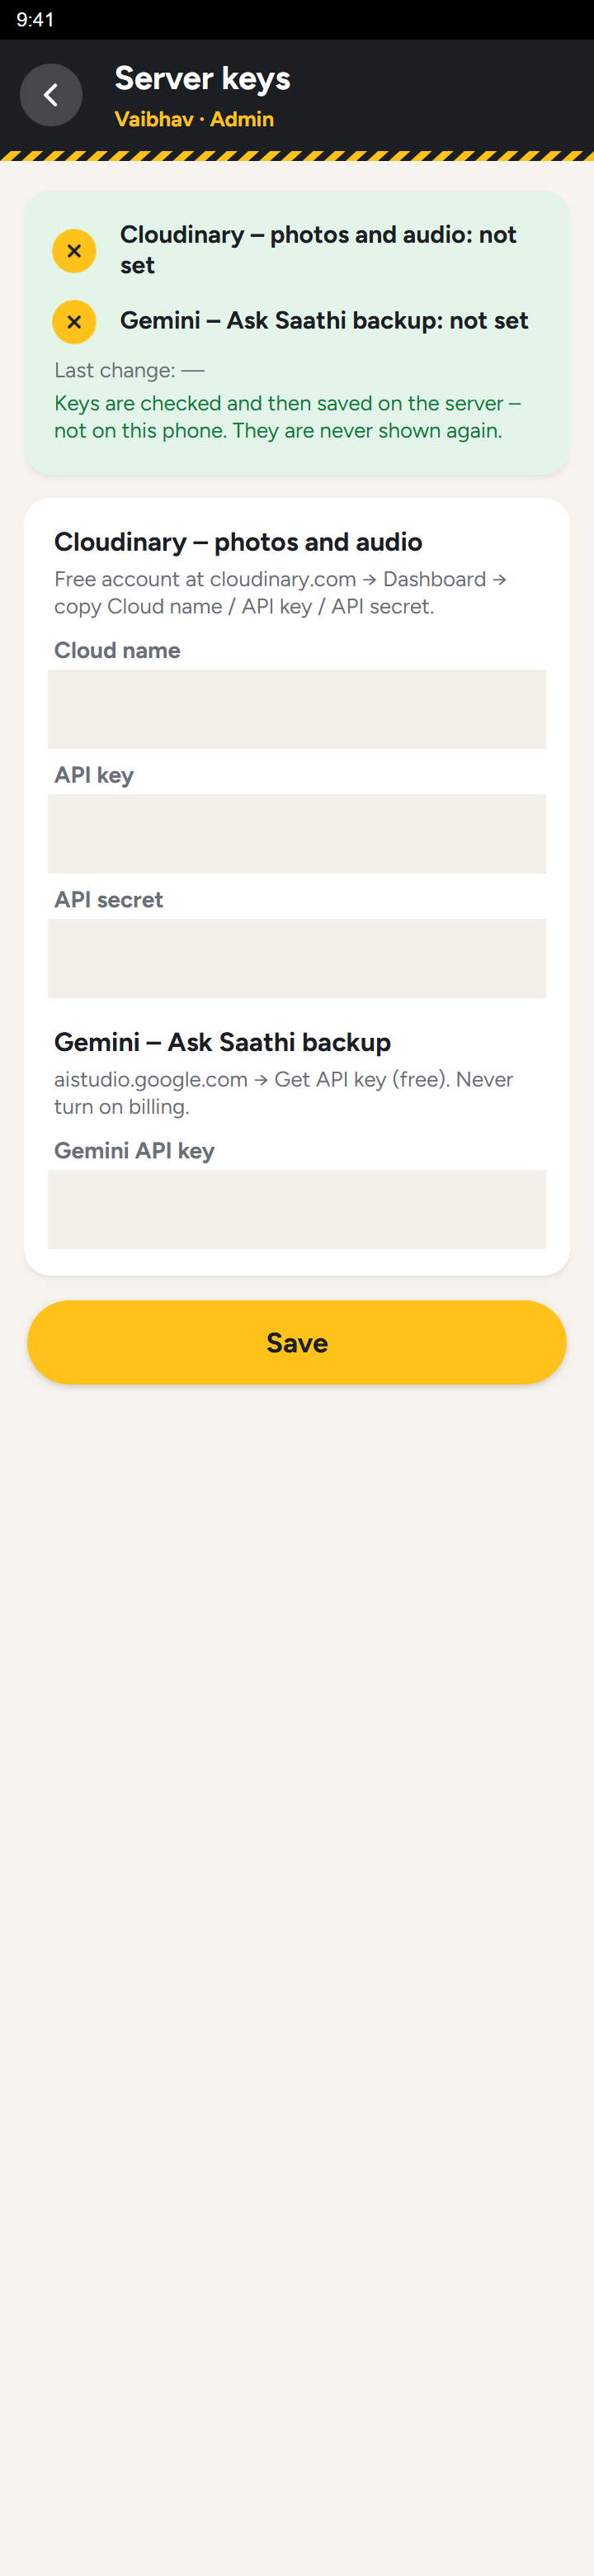 9:41
Server keys
Vaibhav · Admin
Cloudinary – photos and audio: not
set
Gemini – Ask Saathi backup: not set
Last change: —
Keys are checked and then saved on the server –
not on this phone. They are never shown again.
Cloudinary – photos and audio
Free account at cloudinary.com → Dashboard →
copy Cloud name / API key / API secret.
Cloud name
API key
API secret
Gemini – Ask Saathi backup
aistudio.google.com → Get API key (free). Never
turn on billing.
Gemini API key
Save